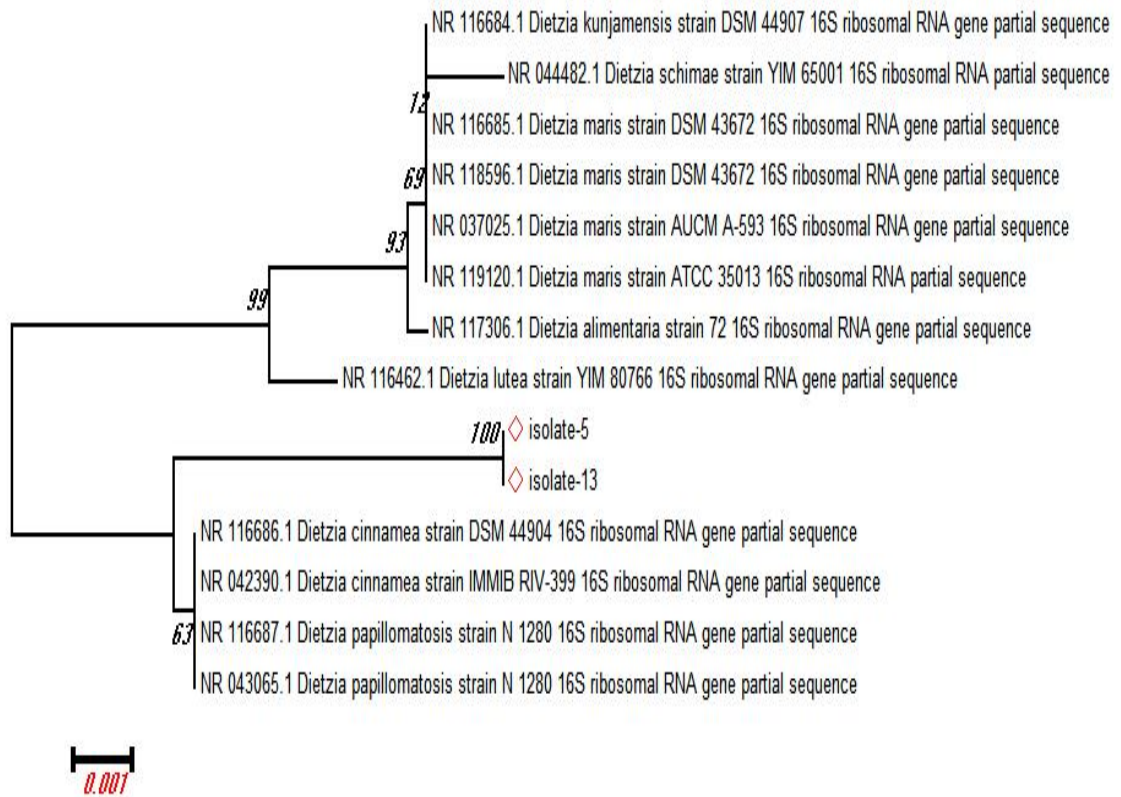 NR 116684.1 Dietzia kunjamensis strain DSM 44907 16S ribosomal RNA gene partial sequence
NR 044482.1 Dietzia schimae strain YIM 65001 16S ribosomal RNA partial sequence
12
NR 116685.1 Dietzia maris strain DSM 43672 16S ribosomal RNA gene partial sequence
69
NR 118596.1 Dietzia maris strain DSM 43672 16S ribosomal RNA gene partial sequence
NR 037025.1 Dietzia maris strain AUCM A-593 16S ribosomal RNA gene partial sequence
93
NR 119120.1 Dietzia maris strain ATCC 35013 16S ribosomal RNA partial sequence
99
NR 117306.1 Dietzia alimentaria strain 72 16S ribosomal RNA gene partial sequence
NR 116462.1 Dietzia lutea strain YIM 80766 16S ribosomal RNA gene partial sequence
100
isolate-5
isolate-13
NR 116686.1 Dietzia cinnamea strain DSM 44904 16S ribosomal RNA gene partial sequence
NR 042390.1 Dietzia cinnamea strain IMMIB RIV-399 16S ribosomal RNA gene partial sequence
63
NR 116687.1 Dietzia papillomatosis strain N 1280 16S ribosomal RNA gene partial sequence
NR 043065.1 Dietzia papillomatosis strain N 1280 16S ribosomal RNA gene partial sequence
0.001